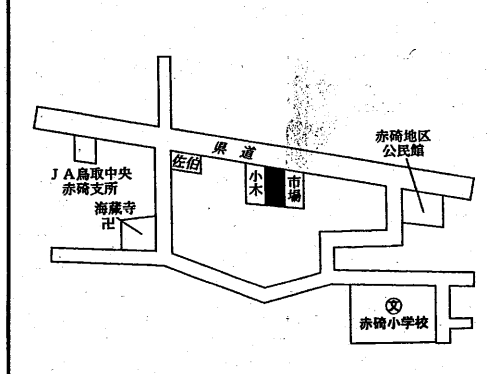 県道
赤碕地区
公民館
佐伯
小木
市場
JA鳥取中央
赤碕支所
海蔵寺
卍
文
赤碕小学校